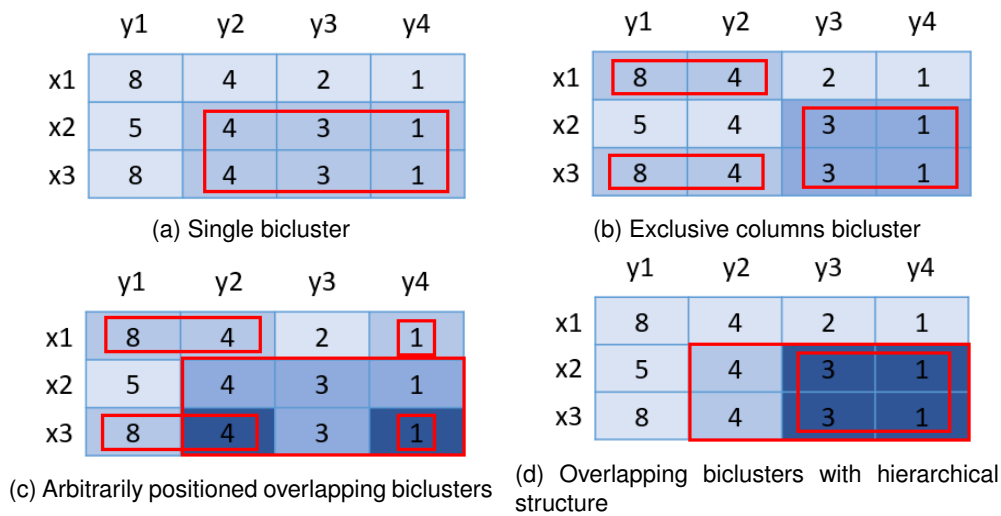 y1 y2 y3 y4
x1 8 4 2 1
x2 5 4 3 1
x3 8 4 3 1
(a) Single bicluster
y1 y2 y3 y4
x1 8 4 2 1
x2 5 4 3 1
x3 8 4 3 1
(b) Exclusive columns bicluster
y1 y2 y3 y4
x1 8 4 2 1
x2 5 4 3 1
x3 8 4 3 1
(c) Arbitrarily positioned overlapping biclusters
y1 y2 y3 y4
x1 8 4 2 1
x2 5 4 3 1
x3 8 4 3 1
(d) Overlapping biclusters with hierarchical
structure